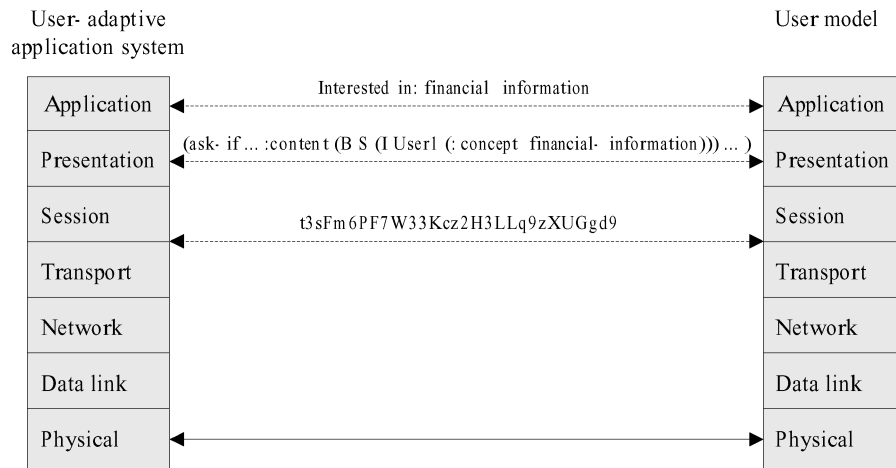 User- adaptive
application system
User model
Application
Interested in: financial information
Application
Presentation
(ask- if ... :content (B S (I User1 (: concept financial- information))) ... )
Presentation
Session
t3sFm6PF7W33Kcz2H3LLq9zXUGgd9
Session
Transport
Transport
Network
Network
Data link
Data link
Physical
Physical